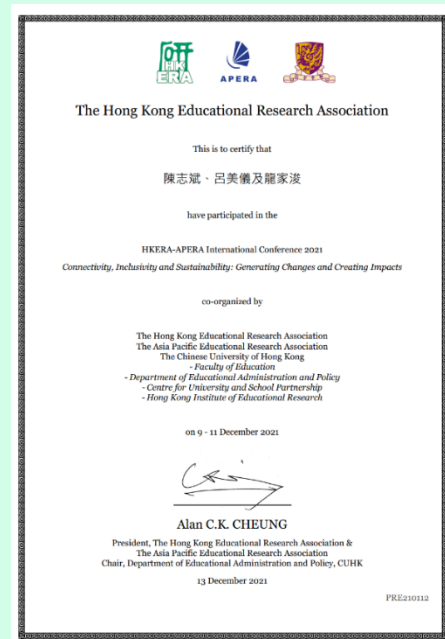 HK
ERA
APERA
The Hong Kong Educational Research Association
This is to certify that
陳志斌、呂美儀及龍家浚
have participated in the
HKERA-APERA International Conference 2021
Connectivity, Inclusivity and Sustainability: Generating Changes and Creating Impacts
co-organized by
The Hong Kong Educational Research Association
The Asia Pacific Educational Research Association
The Chinese University of Hong Kong
- Faculty of Education
- Department of Educational Administration and Policy
- Centre for University and School Partnership
- Hong Kong Institute of Educational Research
on 9 - 11 December 2021
Alan C.K. CHEUNG
President, The Hong Kong Educational Research Association &
The Asia Pacific Educational Research Association
Chair, Department of Educational Administration and Policy, CUHK
13 December 2021
PRE210112